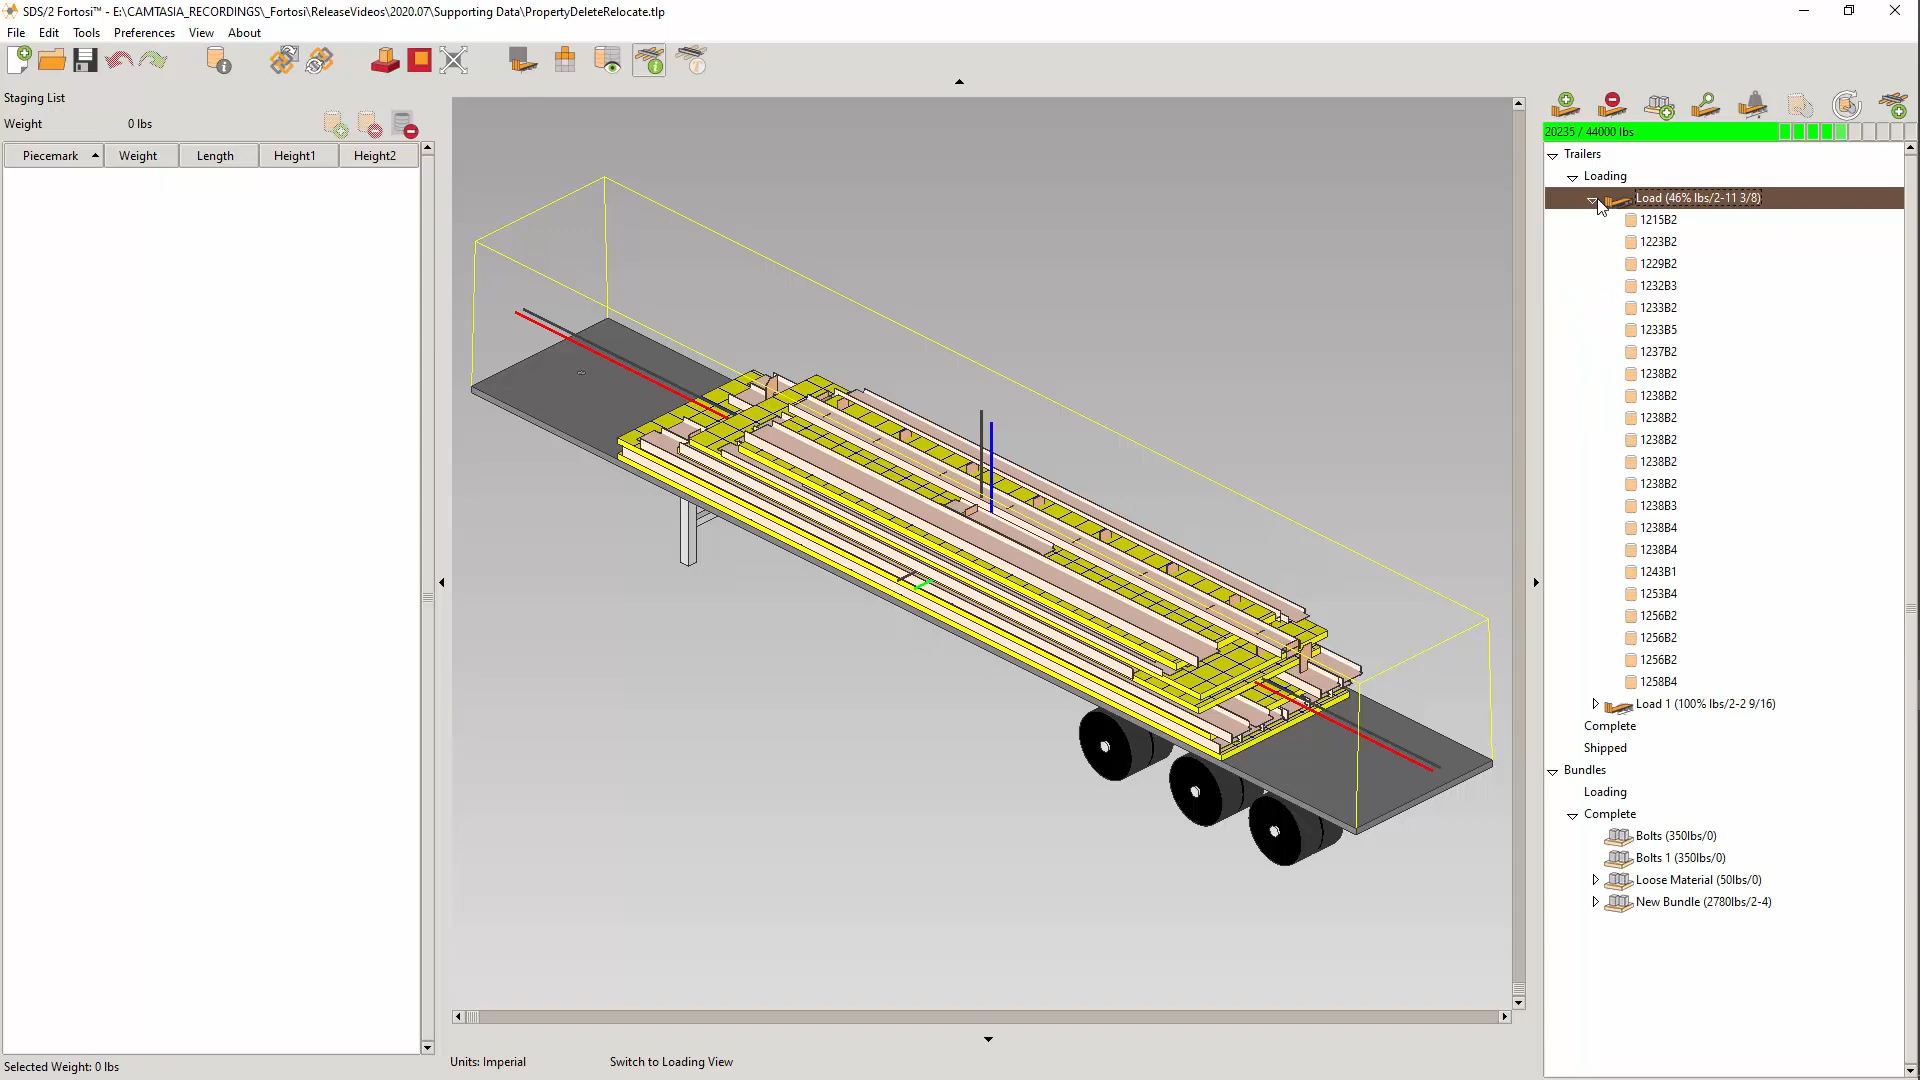 SDS/2 Fortosi™ - E:\CAMTASIA_RECORDINGS\_Fortosi\ReleaseVideos\2020.07\Supporting Data\PropertyDeleteRelocate.tlp
File Edit Tools Preferences View About
Staging List
Weight 0 lbs
Piecemark Weight Length Height1 Height2
20235 / 44000 lbs
Trailers
Loading
Load (46% lbs/2-11 3/8)
1215B2
1223B2
1229B2
1232B3
1233B2
1233B5
1237B2
1238B2
1238B2
1238B2
1238B2
1238B2
1238B2
1238B3
1238B4
1238B4
1243B1
1253B4
1256B2
1256B2
1256B2
1258B4
Load 1 (100% lbs/2-2 9/16)
Complete
Shipped
Bundles
Loading
Complete
Bolts (350lbs/0)
Bolts 1 (350lbs/0)
Loose Material (50lbs/0)
New Bundle (2780lbs/2-4)
Selected Weight: 0 lbs
Units: Imperial
Switch to Loading View